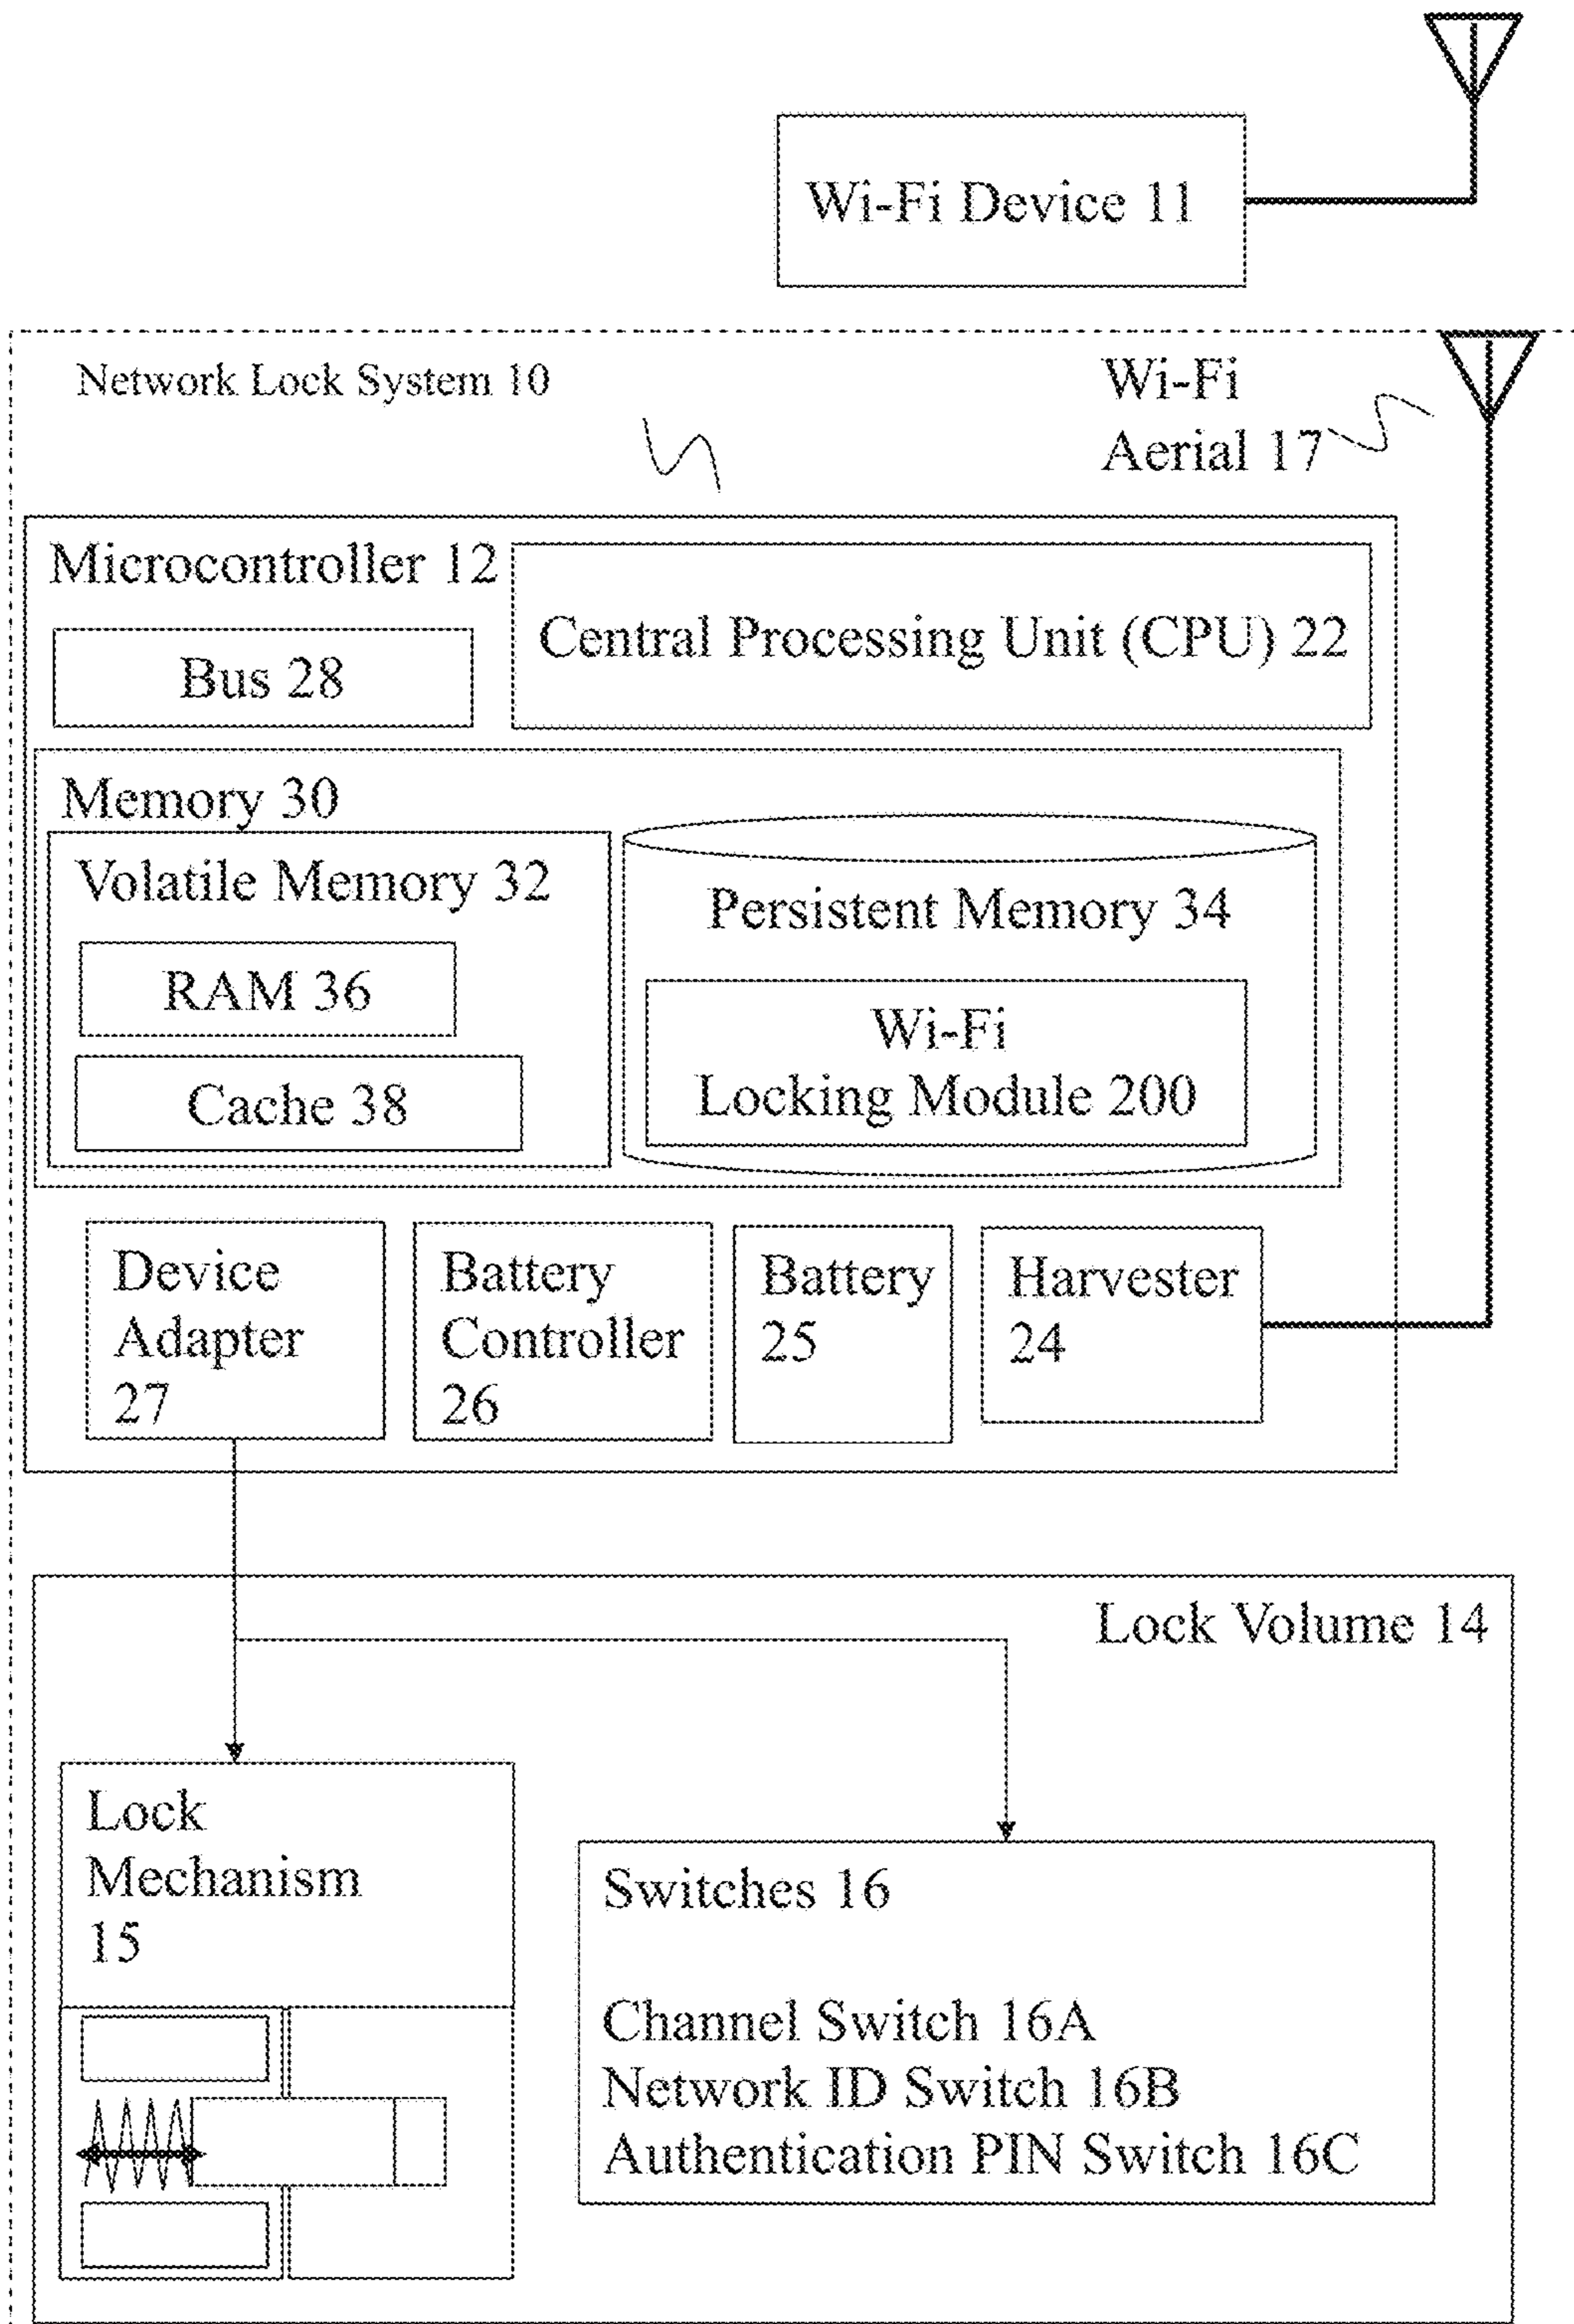 Wi-Fi Device 11
Network Lock System 10
Wi-Fi
Aerial 17
Microcontroller 12
Central Processing Unit (CPU) 22
Bus 28
Memory 30
Volatile Memory 32
RAM 36
Cache 38
Persistent Memory 34
Wi-Fi
Locking Module 200
Device
Adapter
27
Battery
Controller
26
Battery
25
Harvester
24
Lock Volume 14
Lock
Mechanism
15
Switches 16
Channel Switch 16A
Network ID Switch 16B
Authentication PIN Switch 16C